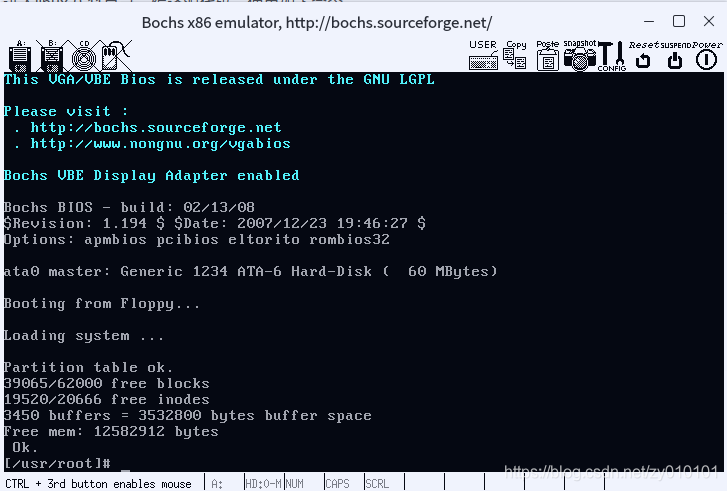 Bochs x86 emulator, http://bochs.sourceforge.net/
A: B: CD USER Copy Paste snapshot CONFIG Reset SUSPEND Power
This VGA/VBE Bios is released under the GNU LGPL
Please visit :
. http://bochs.sourceforge.net
. http://www.nongnu.org/vgabios
Bochs VBE Display Adapter enabled
Bochs BIOS - build: 02/13/08
$Revision: 1.194 $ $Date: 2007/12/23 19:46:27 $
Options: apmbios pcibios eltorito rombios32
ata0 master: Generic 1234 ATA-6 Hard-Disk (  60 MBytes)
Booting from Floppy...
Loading system ...
Partition table ok.
39065/62000 free blocks
19520/20666 free inodes
3450 buffers = 3532800 bytes buffer space
Free mem: 12582912 bytes
Ok.
[/usr/root]# _
https://blog.csdn.net/zy010101
CTRL + 3rd button enables mouse A: HD:0-M NUM CAPS SCRL